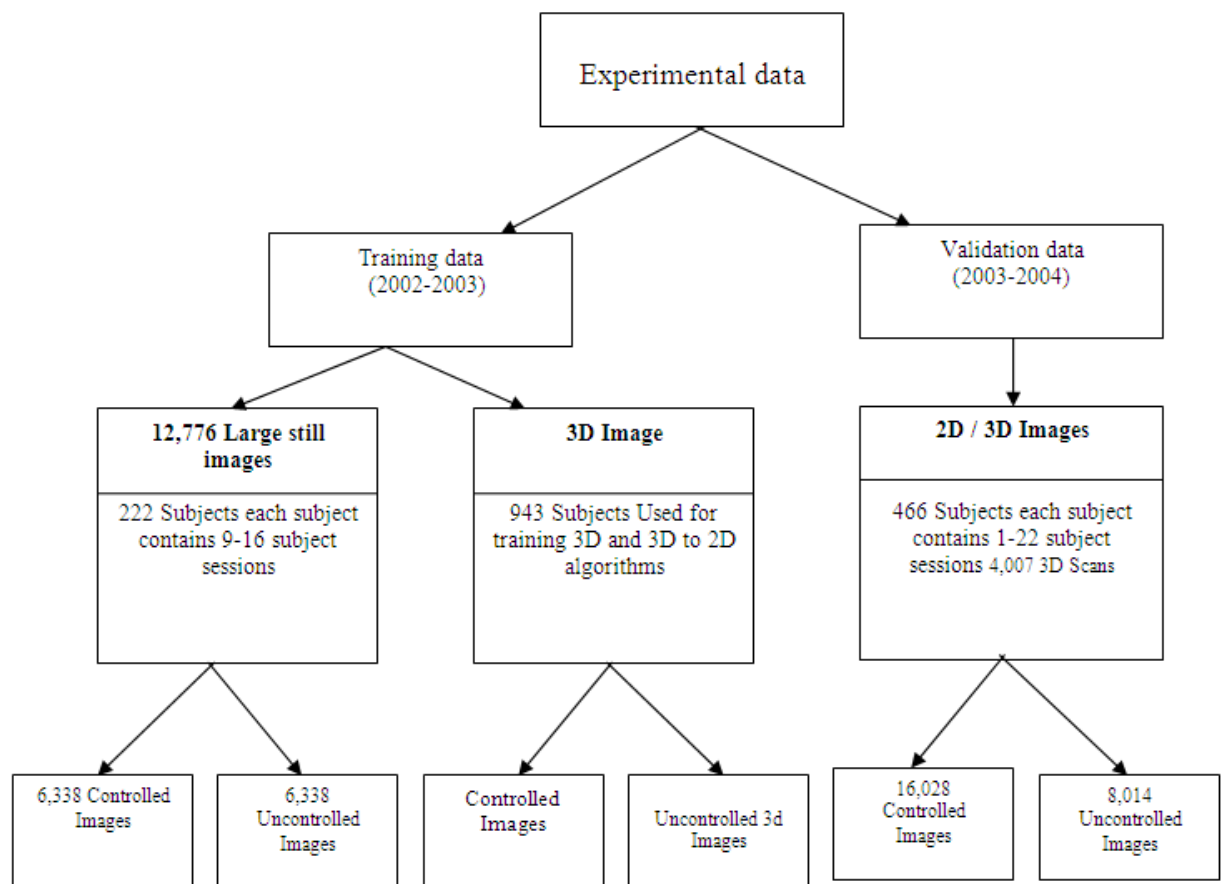 Experimental data
Training data
(2002-2003)
Validation data
(2003-2004)
12,776 Large still
images
222 Subjects each subject
contains 9-16 subject
sessions
3D Image
943 Subjects Used for
training 3D and 3D to 2D
algorithms
2D / 3D Images
466 Subjects each subject
contains 1-22 subject
sessions 4,007 3D Scans
6,338 Controlled
Images
6,338
Uncontrolled
Images
Controlled
Images
Uncontrolled 3d
Images
16,028
Controlled
Images
8,014
Uncontrolled
Images